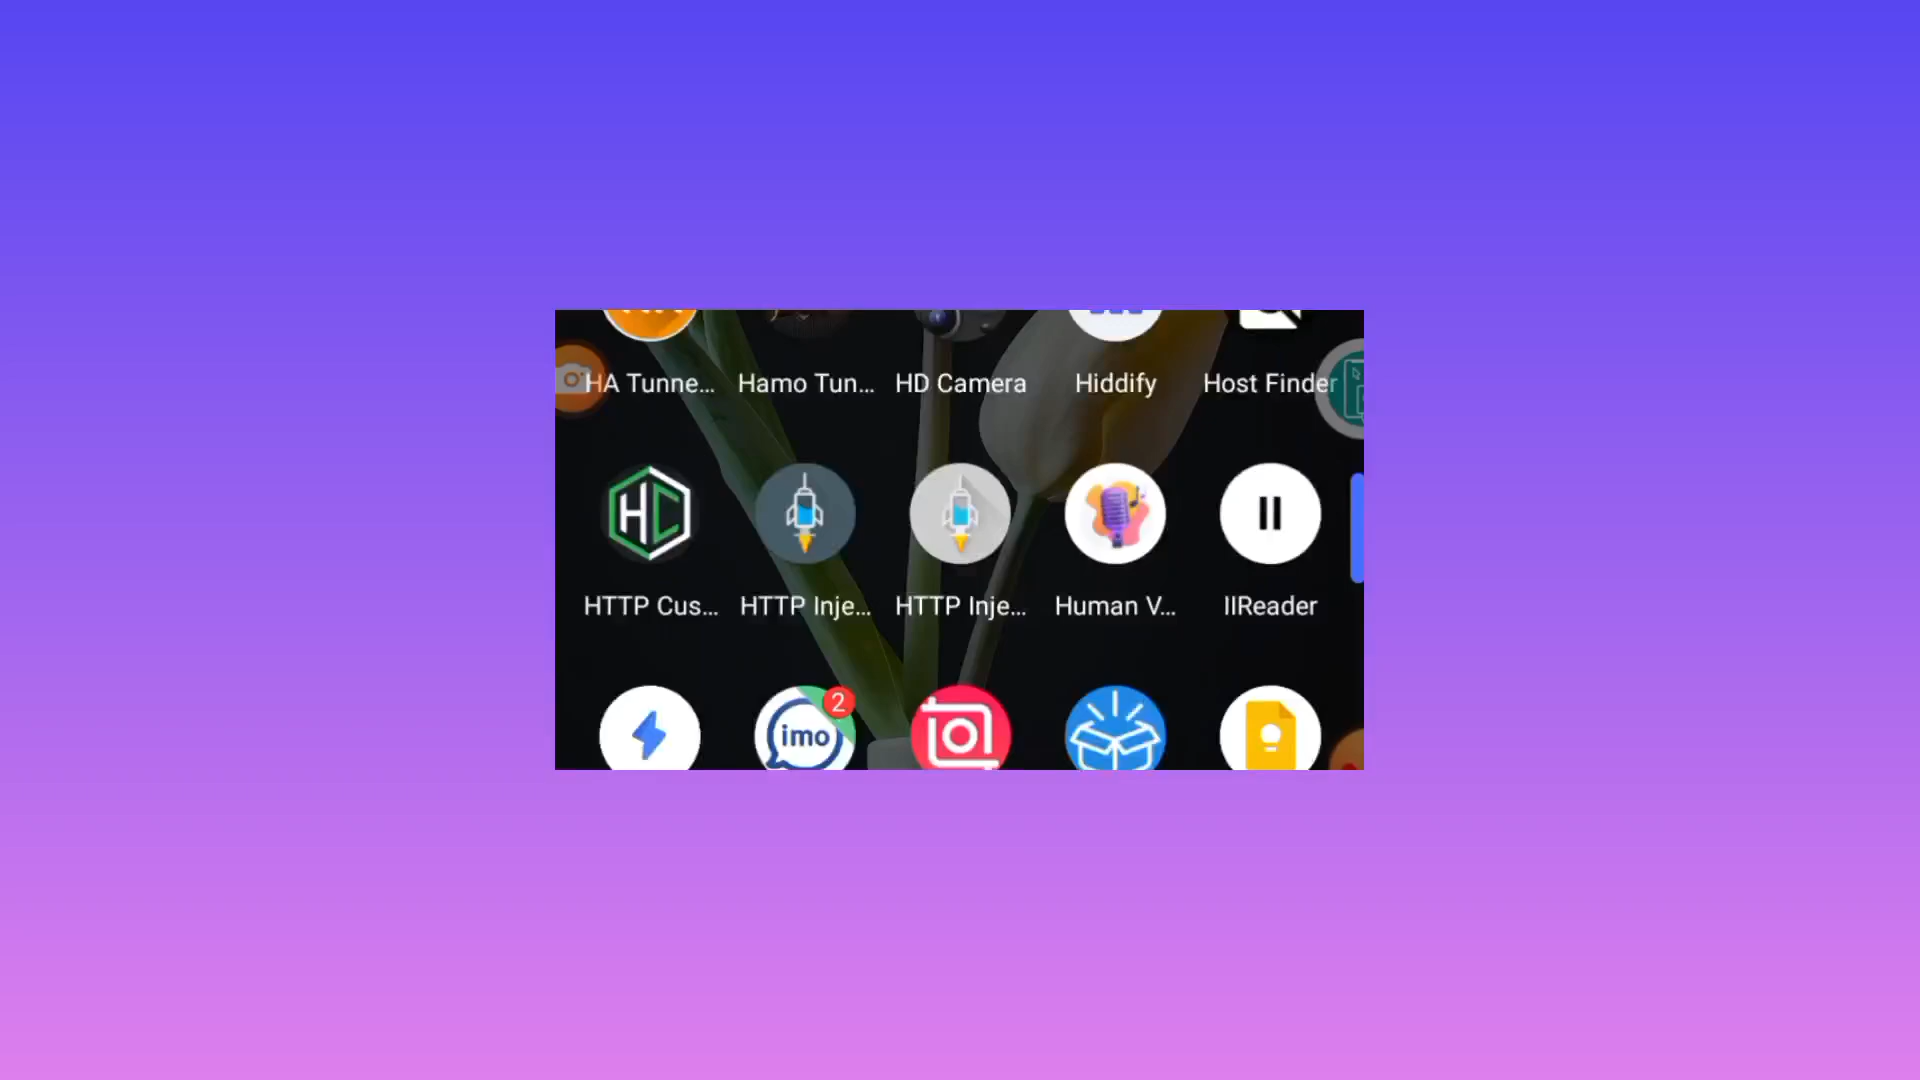 HA Tunne... Hamo Tun... HD Camera Hiddify Host Finder
HC
HTTP Cus... HTTP Inje... HTTP Inje... Human V... IIReader
2
imo